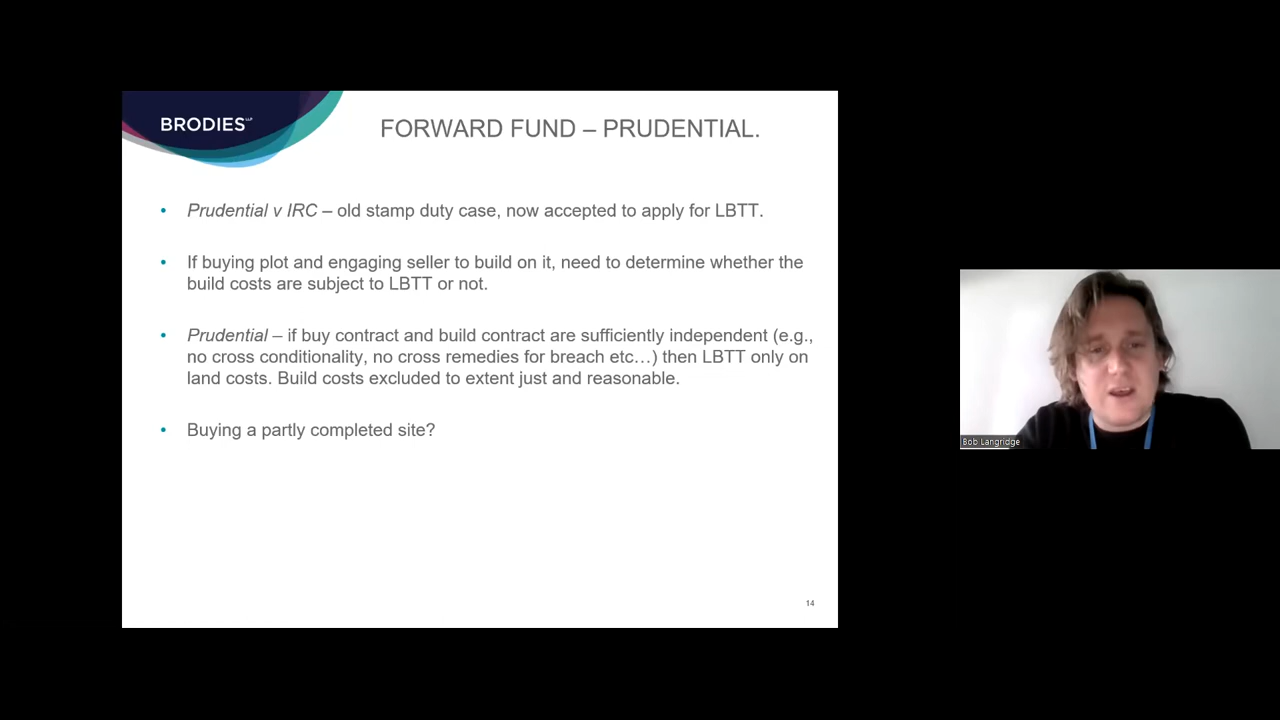 BRODIES LLP
FORWARD FUND – PRUDENTIAL.
• Prudential v IRC – old stamp duty case, now accepted to apply for LBTT.
• If buying plot and engaging seller to build on it, need to determine whether the
build costs are subject to LBTT or not.
• Prudential – if buy contract and build contract are sufficiently independent (e.g.,
no cross conditionality, no cross remedies for breach etc…) then LBTT only on
land costs. Build costs excluded to extent just and reasonable.
• Buying a partly completed site?
14
Bob Langridge